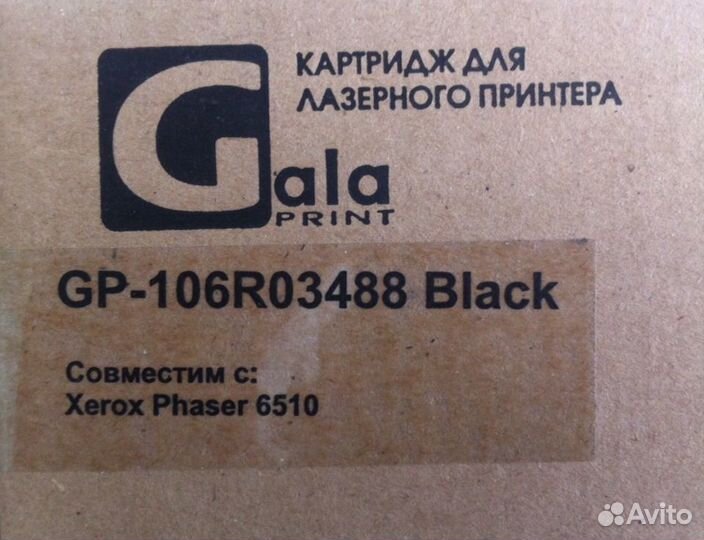 КАРТРИДЖ ДЛЯ
ЛАЗЕРНОГО ПРИНТЕРА
Gala
PRINT
GP-106R03488 Black
Совместим с:
Xerox Phaser 6510
Avito